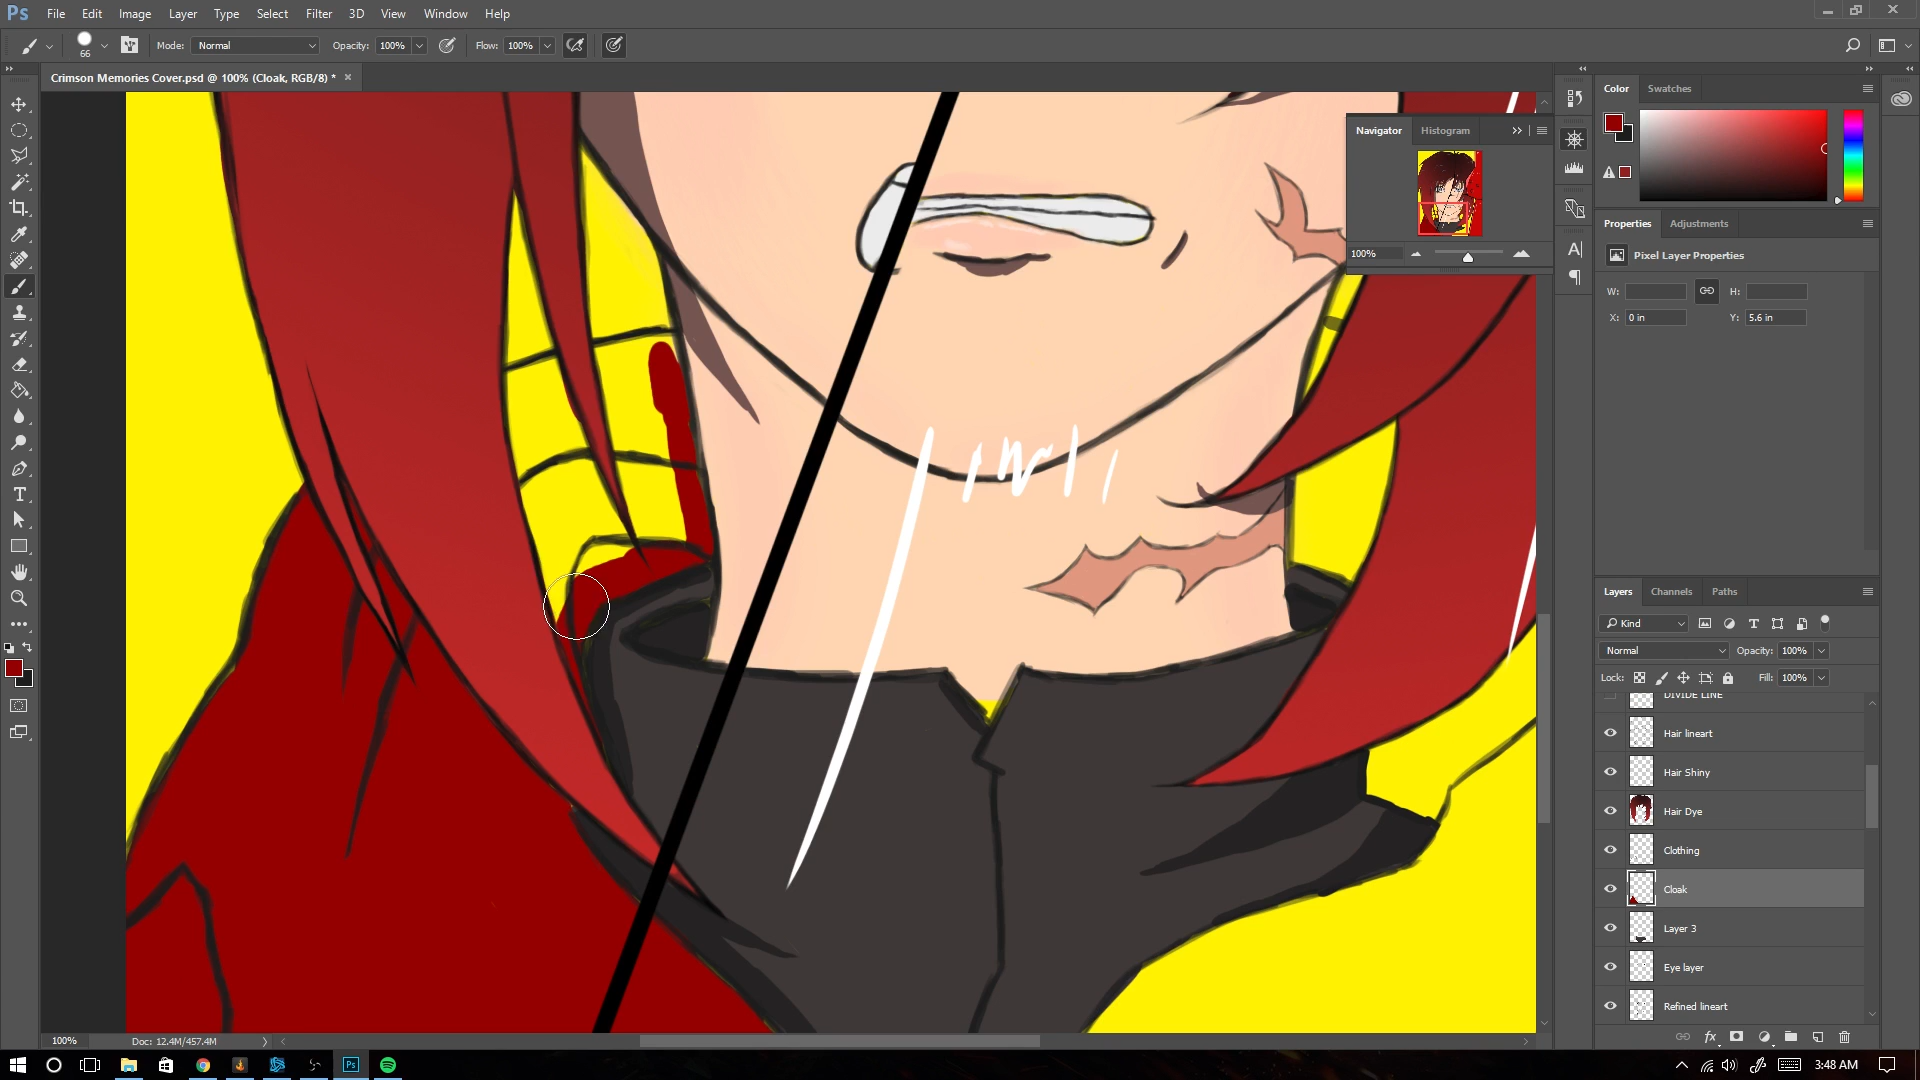 Ps File Edit Image Layer Type Select Filter 3D View Window Help
66 Mode: Normal Opacity: 100% Flow: 100%
Crimson Memories Cover.psd @ 100% (Cloak, RGB/8) * ×
Color Swatches
Navigator Histogram
100%
Properties Adjustments
Pixel Layer Properties
W: H:
X: 0 in Y: 5.6 in
Layers Channels Paths
Kind
Normal Opacity: 100%
Lock: Fill: 100%
DIVIDE LINE
Hair lineart
Hair Shiny
Hair Dye
Clothing
Cloak
Layer 3
Eye layer
Refined lineart
100% Doc: 12.4M/457.4M
3:48 AM